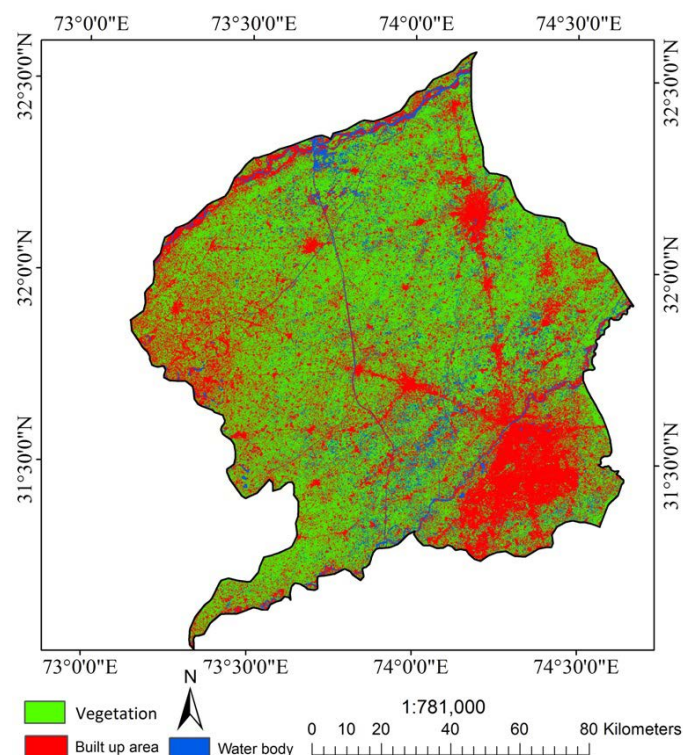 73°0'0"E 73°30'0"E 74°0'0"E 74°30'0"E
32°30'0"N 32°30'0"N
32°0'0"N 32°0'0"N
31°30'0"N 31°30'0"N
73°0'0"E 73°30'0"E 74°0'0"E 74°30'0"E
N
Vegetation 1:781,000
0 10 20 40 60 80 Kilometers
Built up area Water body